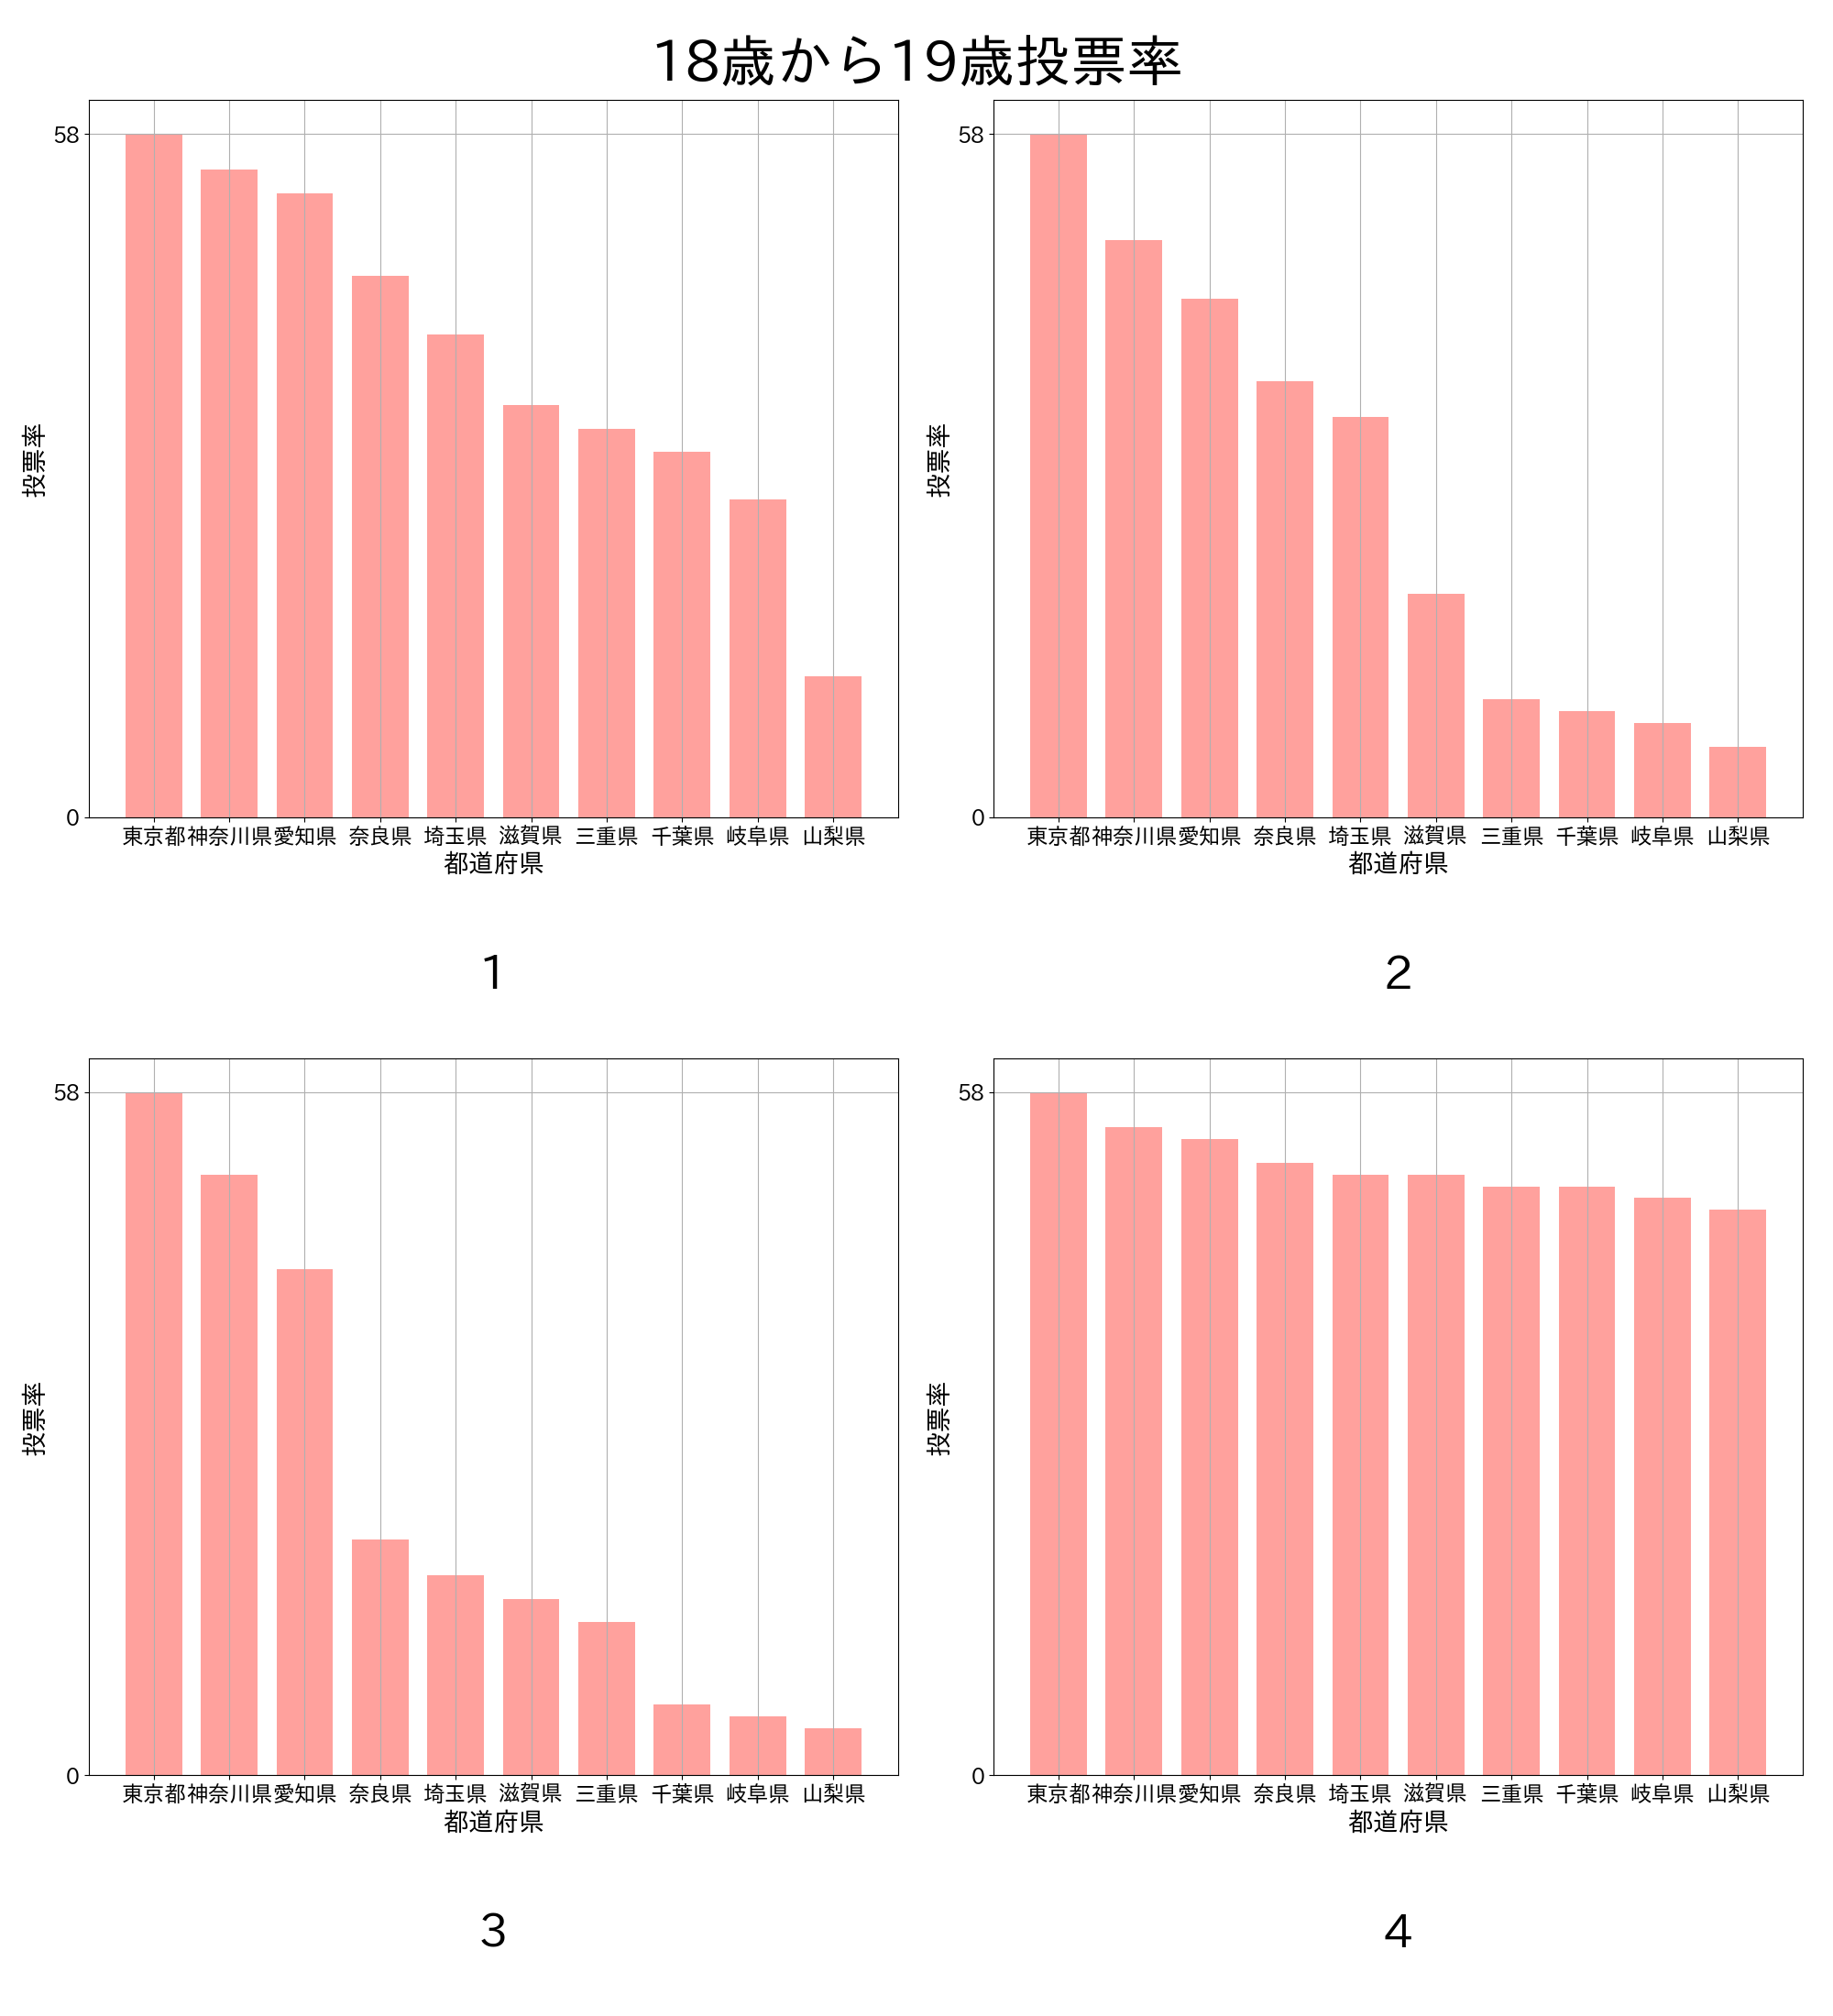 18歳から19歳投票率
58
0
投票率
東京都 神奈川県 愛知県 奈良県 埼玉県 滋賀県 三重県 千葉県 岐阜県 山梨県
都道府県
1
58
0
投票率
東京都 神奈川県 愛知県 奈良県 埼玉県 滋賀県 三重県 千葉県 岐阜県 山梨県
都道府県
2
58
0
投票率
東京都 神奈川県 愛知県 奈良県 埼玉県 滋賀県 三重県 千葉県 岐阜県 山梨県
都道府県
3
58
0
投票率
東京都 神奈川県 愛知県 奈良県 埼玉県 滋賀県 三重県 千葉県 岐阜県 山梨県
都道府県
4